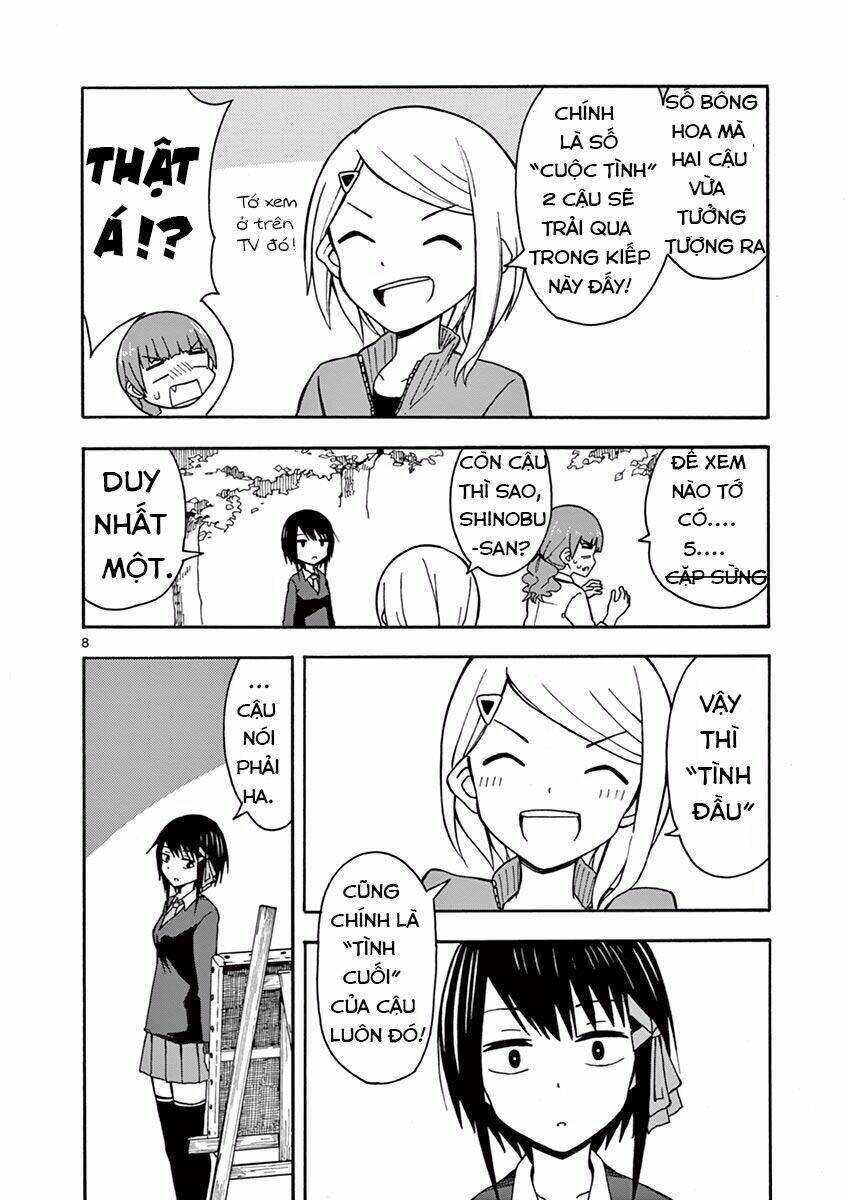 SỐ BÔNG
HOA MÀ
HAI CẬU
VỪA
TƯỞNG
TƯỢNG RA
CHÍNH
LÀ SỐ
"CUỘC TÌNH"
2 CẬU SẼ
TRẢI QUA
TRONG KIẾP
NÀY ĐẤY!
Tớ xem
ở trên
TV đó!
THẬT
Á!?
ĐỂ XEM
NÀO TỚ
CÓ....
5....
CẶP SỪNG
CÒN CẬU
THÌ SAO,
SHINOBU
-SAN?
DUY
NHẤT
MỘT.
8
VẬY
THÌ
"TÌNH
ĐẦU"
CŨNG
CHÍNH LÀ
"TÌNH
CUỐI"
CỦA CẬU
LUÔN ĐÓ!
...
CẬU
NÓI
PHẢI
HA.